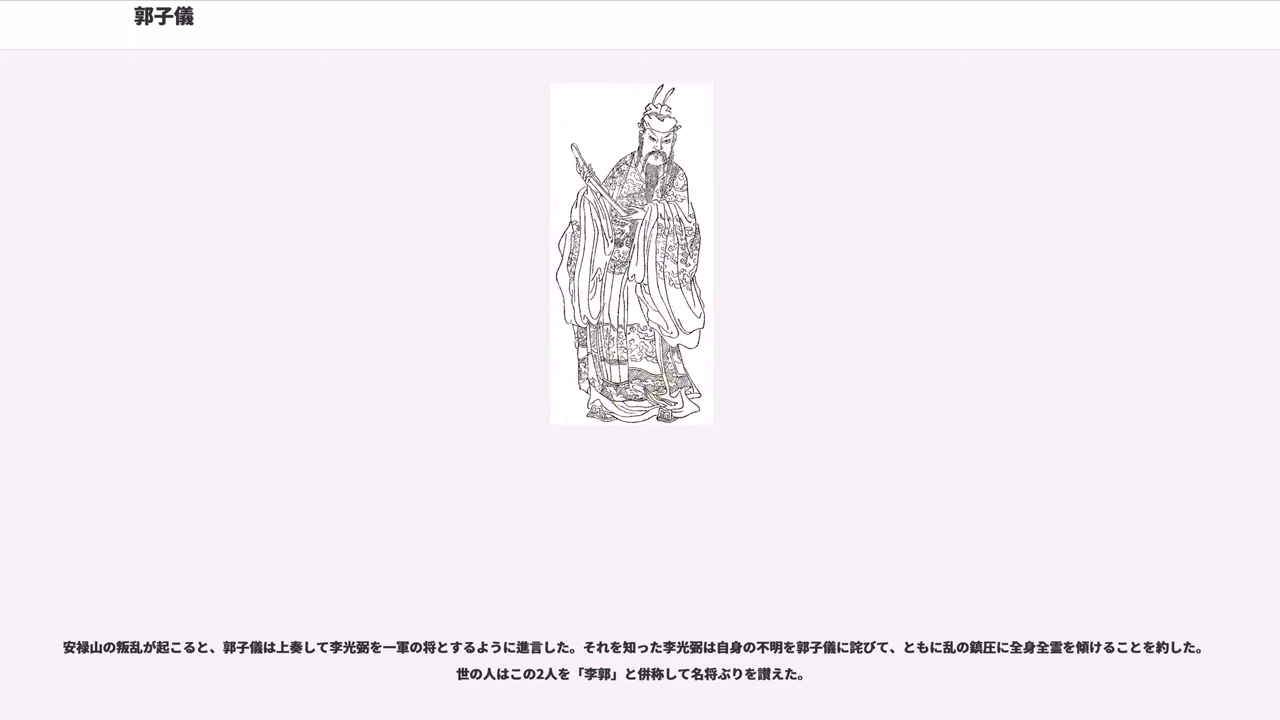 郭子儀
安禄山の叛乱が起こると、郭子儀は上奏して李光弼を一軍の将とするように進言した。それを知った李光弼は自身の不明を郭子儀に詫びて、ともに乱の鎮圧に全身全霊を傾けることを約した。
世の人はこの2人を「李郭」と併称して名将ぶりを讃えた。